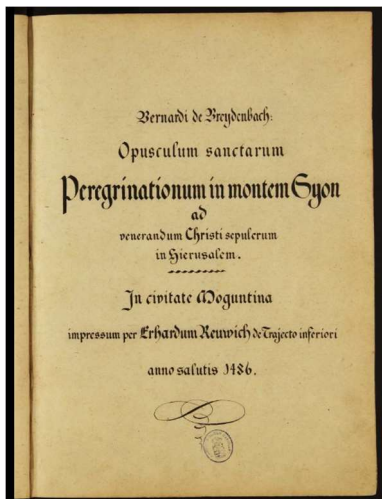 Bernardi de Breydenbach:
Opusculum sanctarum
Peregrinationum in montem Syon
ad
venerandum Christi sepulcrum
in Hierusalem.
In civitate Moguntina
impressum per Erhardum Reuwich de Trajecto inferiori
anno salutis 1486.